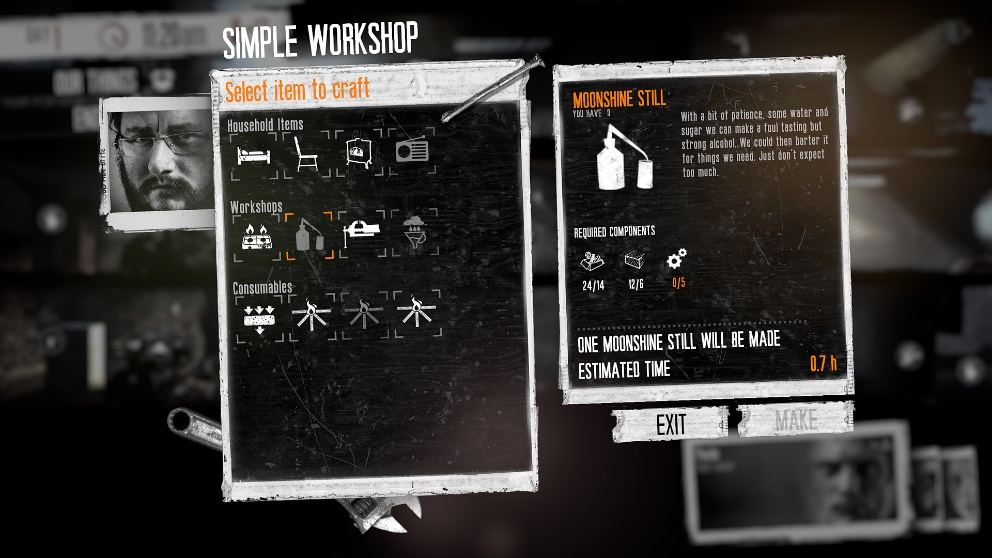 SIMPLE WORKSHOP
Select item to craft
Household Items
Workshops
Consumables
MOONSHINE STILL
YOU HAVE 0
With a bit of patience, some water and
sugar we can make a foul tasting but
strong alcohol. We could then barter it
for things we need. Just don't expect
too much.
REQUIRED COMPONENTS
24/14
12/6
0/5
ONE MOONSHINE STILL WILL BE MADE
ESTIMATED TIME
0.7 h
EXIT
MAKE
OUR THINGS